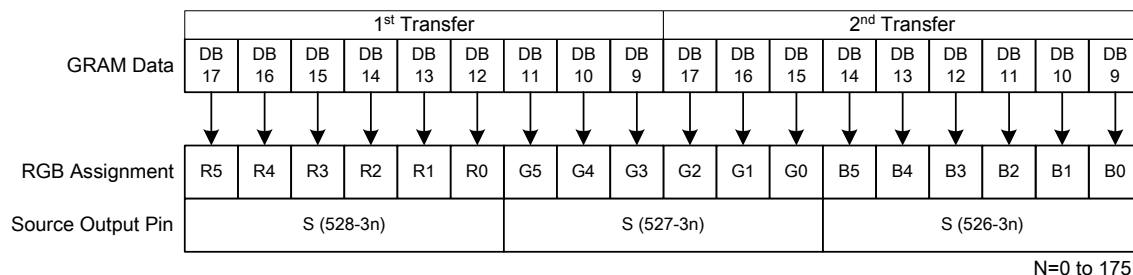 1st Transfer 2nd Transfer
GRAM Data DB 17 DB 16 DB 15 DB 14 DB 13 DB 12 DB 11 DB 10 DB 9 DB 17 DB 16 DB 15 DB 14 DB 13 DB 12 DB 11 DB 10 DB 9
RGB Assignment R5 R4 R3 R2 R1 R0 G5 G4 G3 G2 G1 G0 B5 B4 B3 B2 B1 B0
Source Output Pin S (528-3n) S (527-3n) S (526-3n)
N=0 to 175